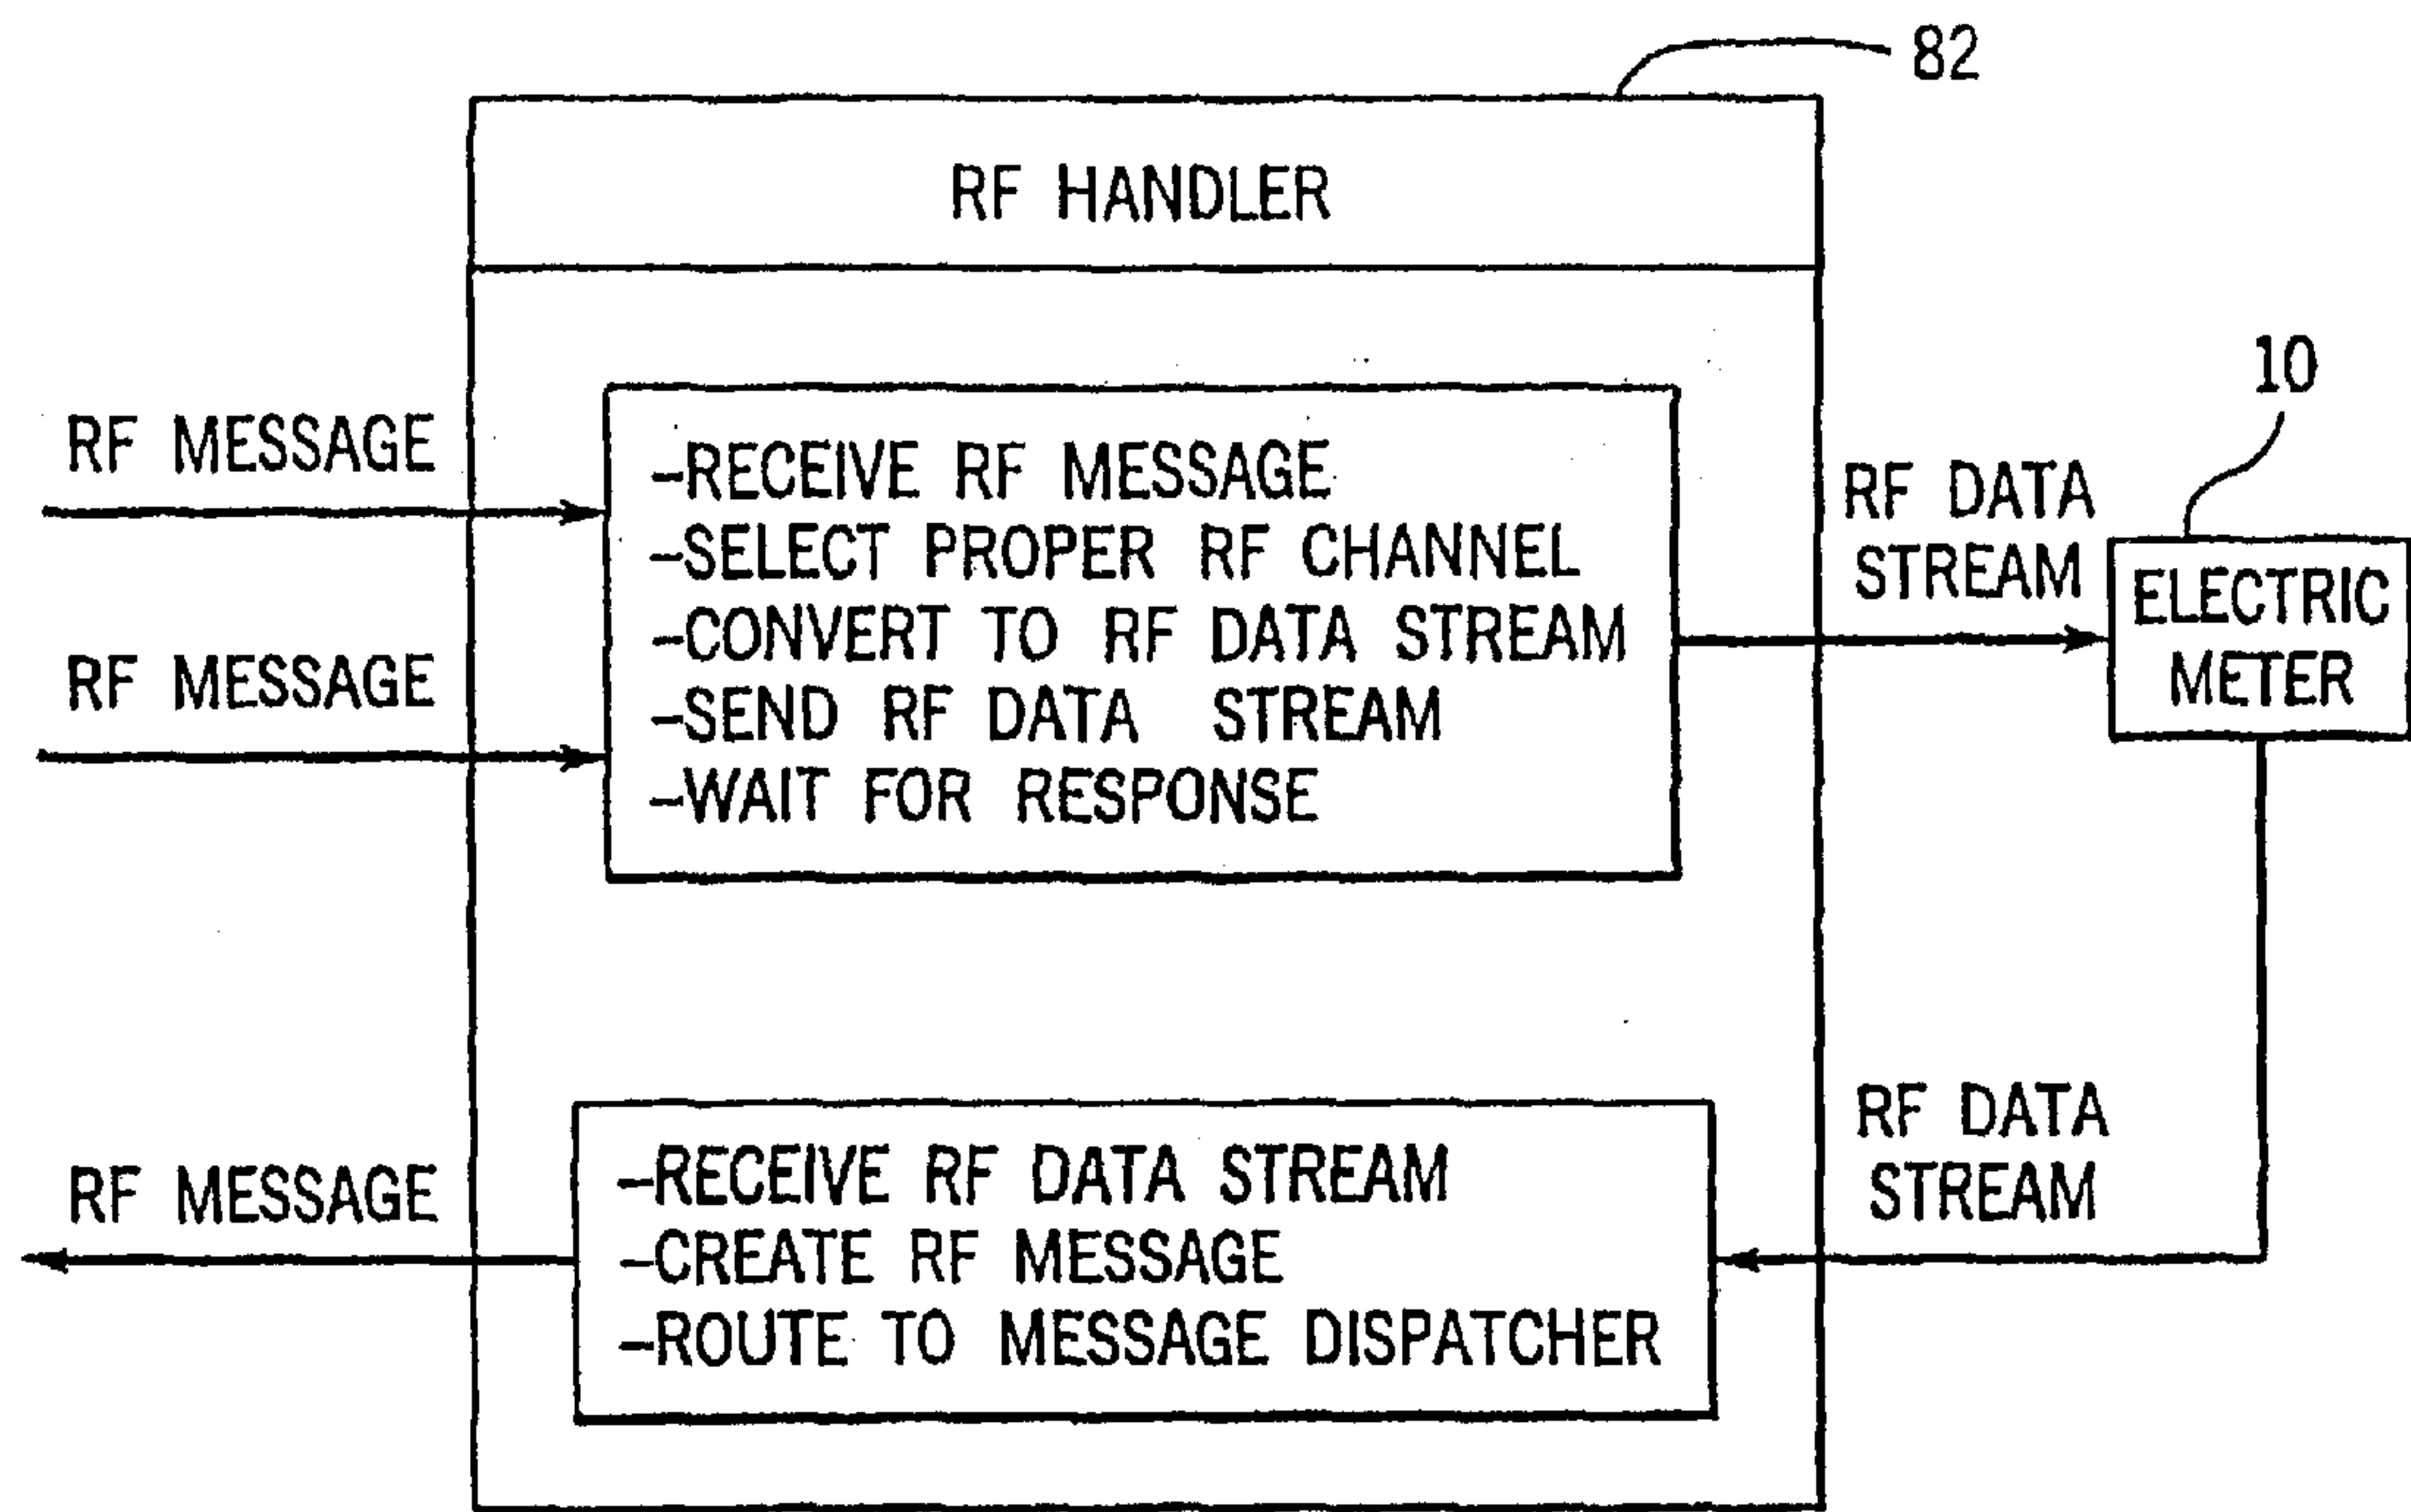 82
RF HANDLER
10
RF MESSAGE
RF MESSAGE
-RECEIVE RF MESSAGE
-SELECT PROPER RF CHANNEL
-CONVERT TO RF DATA STREAM
-SEND RF DATA STREAM
-WAIT FOR RESPONSE
RF DATA
STREAM
ELECTRIC
METER
RF MESSAGE
-RECEIVE RF DATA STREAM
-CREATE RF MESSAGE
-ROUTE TO MESSAGE DISPATCHER
RF DATA
STREAM